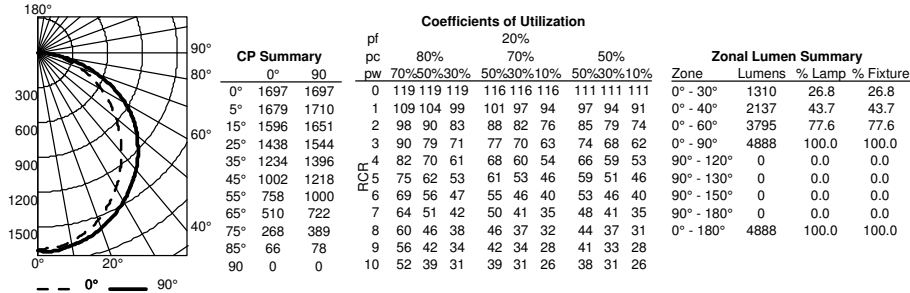 180°
90°
80°
60°
40°
300
600
900
1200
1500
0° 20°
0° 90°
CP Summary
0° 90
0° 1697 1697
5° 1679 1710
15° 1596 1651
25° 1438 1544
35° 1234 1396
45° 1002 1218
55° 758 1000
65° 510 722
75° 268 389
85° 66 78
90 0 0
Coefficients of Utilization
pf 20%
pc 80% 70% 50%
pw 70%50%30% 50%30%10% 50%30%10%
RCR
0 119 119 119 116 116 116 111 111 111
1 109 104 99 101 97 94 97 94 91
2 98 90 83 88 82 76 85 79 74
3 90 79 71 77 70 63 74 68 62
4 82 70 61 68 60 54 66 59 53
5 75 62 53 61 53 46 59 51 46
6 69 56 47 55 46 40 53 46 40
7 64 51 42 50 41 35 48 41 35
8 60 46 38 46 37 32 44 37 31
9 56 42 34 42 34 28 41 33 28
10 52 39 31 39 31 26 38 31 26
Zonal Lumen Summary
Zone Lumens % Lamp % Fixture
0° - 30° 1310 26.8 26.8
0° - 40° 2137 43.7 43.7
0° - 60° 3795 77.6 77.6
0° - 90° 4888 100.0 100.0
90° - 120° 0 0.0 0.0
90° - 130° 0 0.0 0.0
90° - 150° 0 0.0 0.0
90° - 180° 0 0.0 0.0
0° - 180° 4888 100.0 100.0